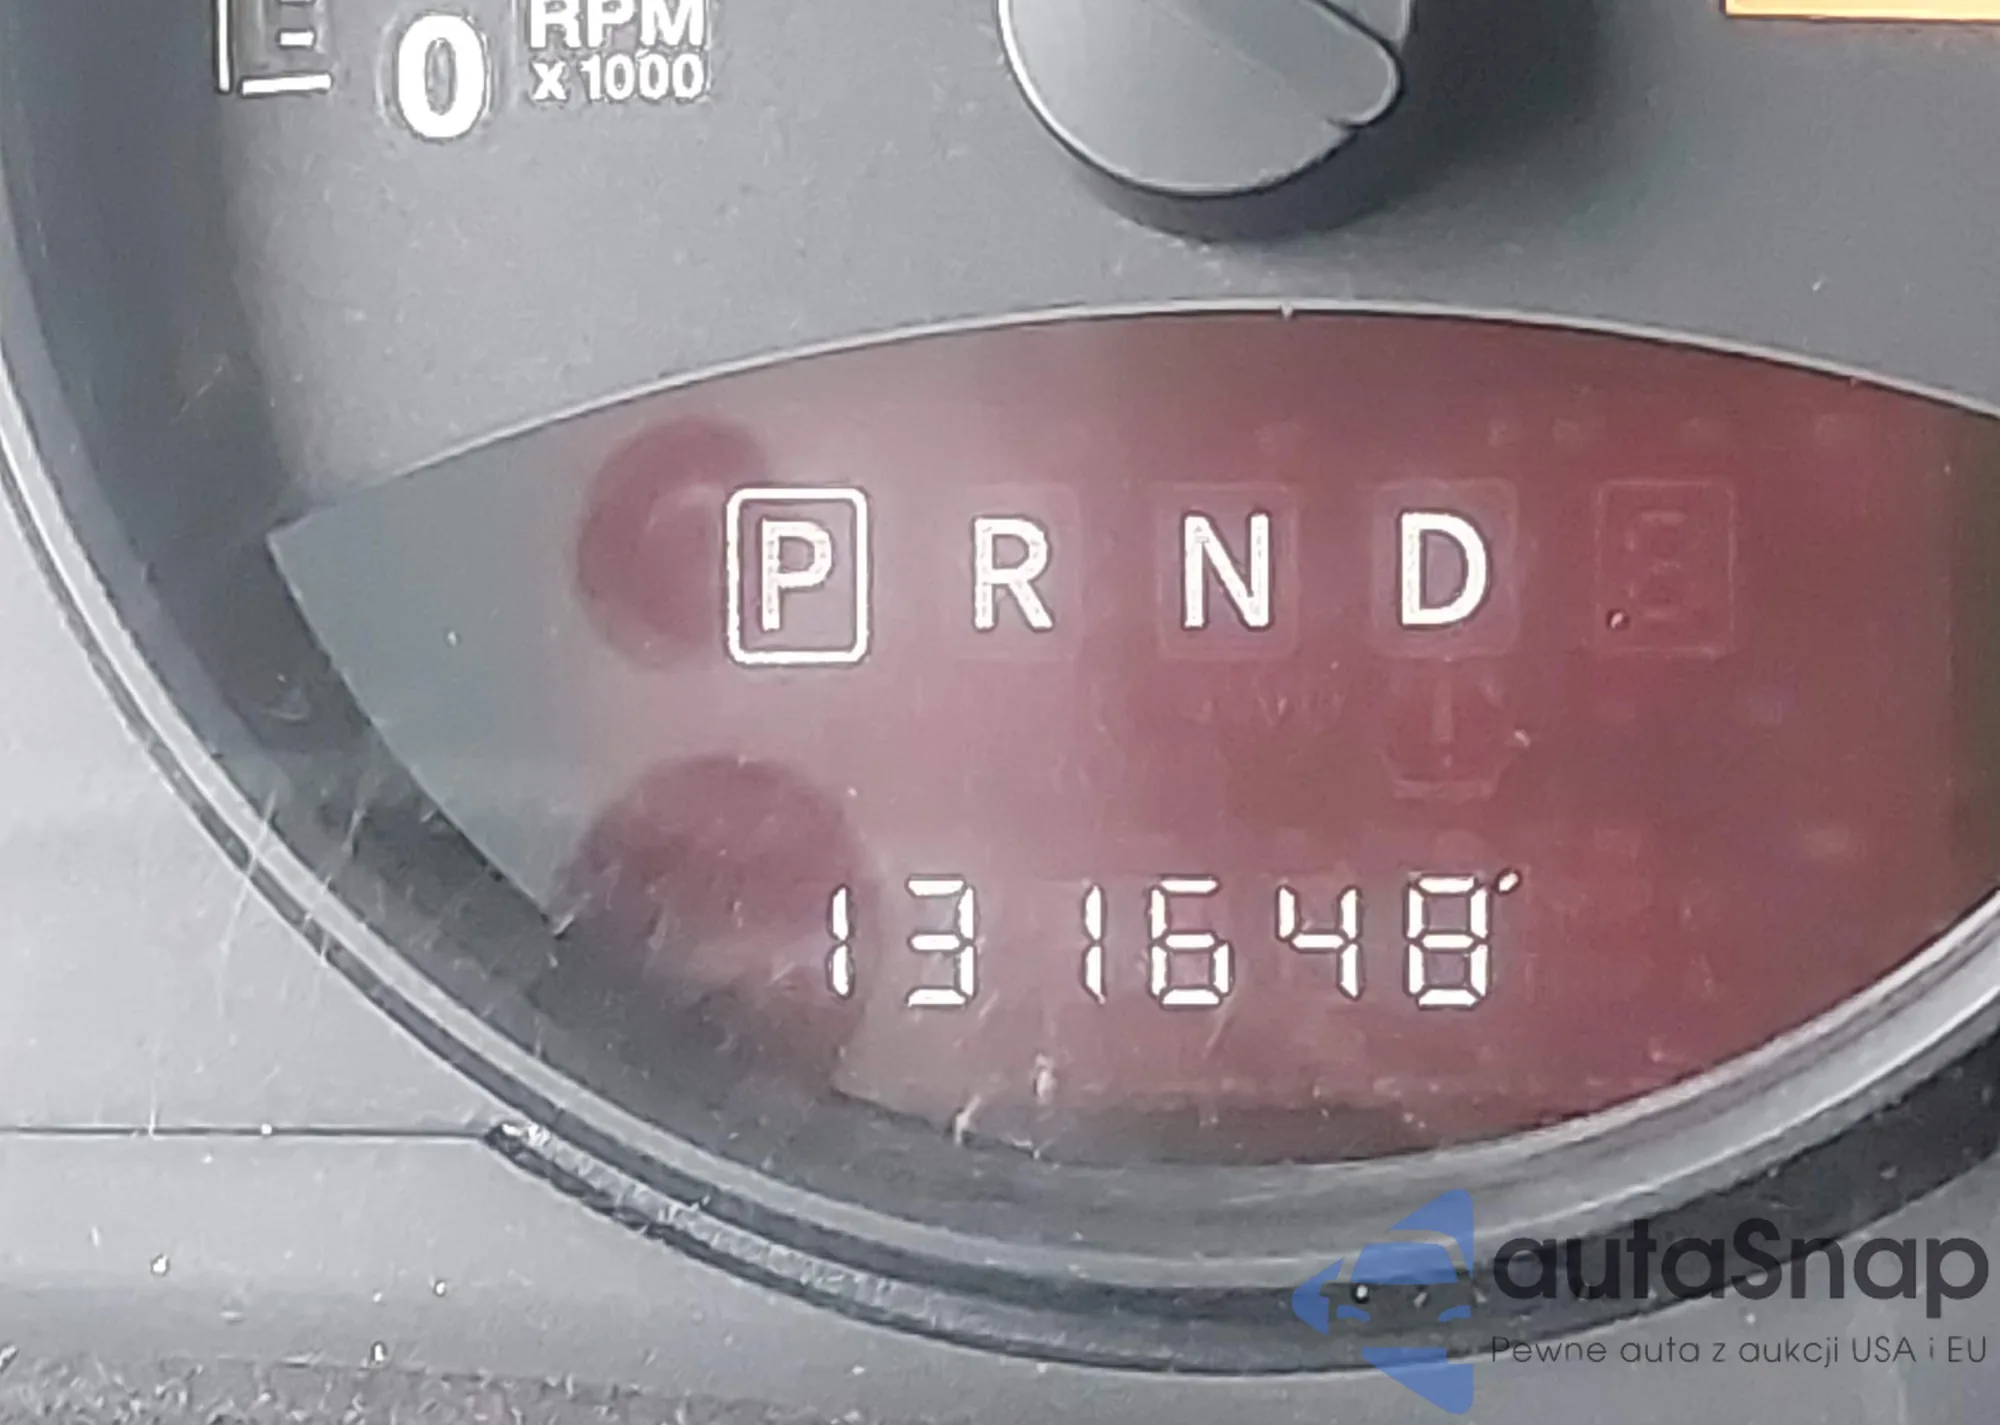 0 RPM
x 1000
P R N D
131648
autaSnap
Pewne auta z aukcji USA i EU